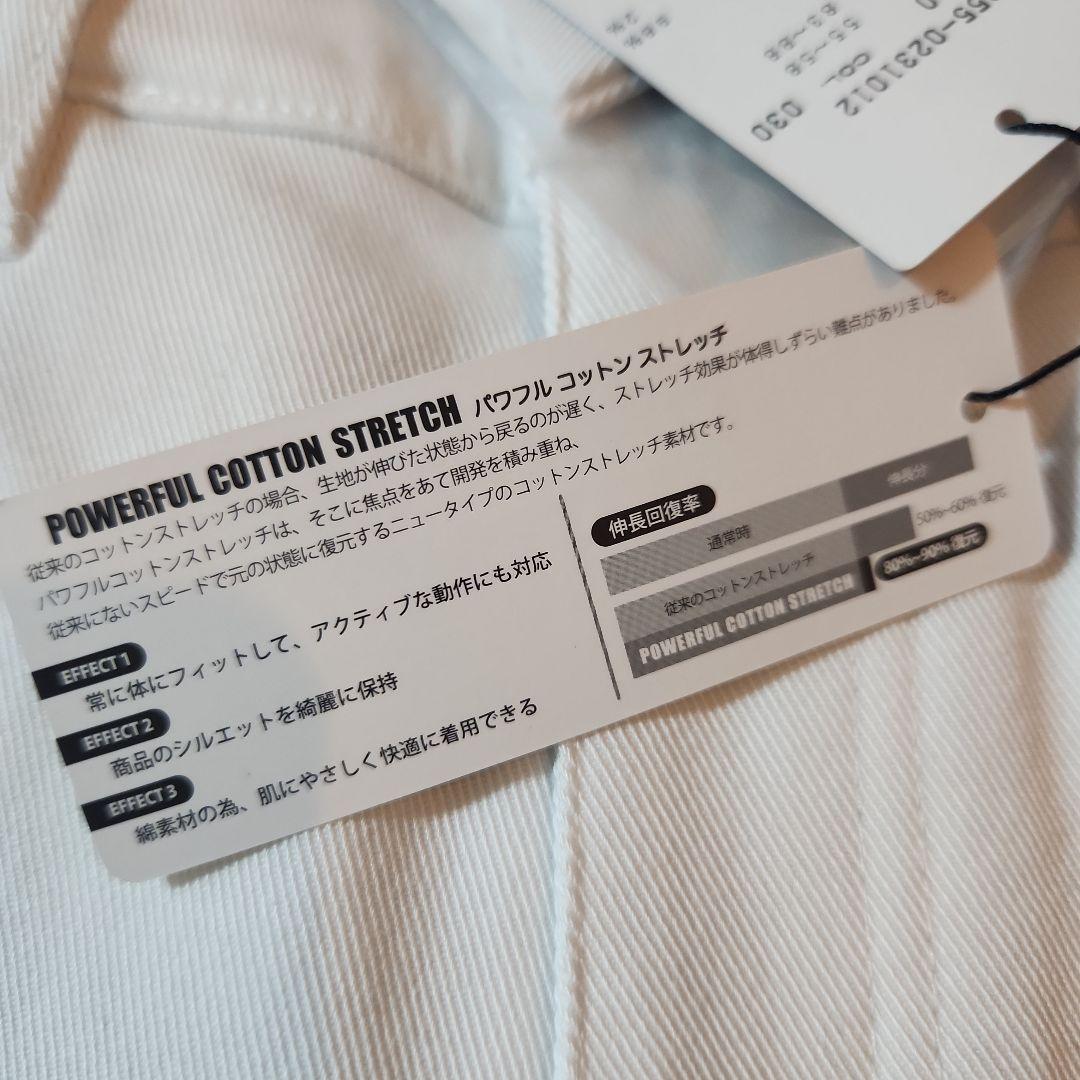 055-0231012
COL 030
55~58
83~88
98%
2%
POWERFUL COTTON STRETCH パワフル コットン ストレッチ
従来のコットンストレッチの場合、生地が伸びた状態から戻るのが遅く、ストレッチ効果が体得しずらい難点がありました。
パワフルコットンストレッチは、そこに焦点をあて開発を積み重ね、
従来にないスピードで元の状態に復元するニュータイプのコットンストレッチ素材です。
EFFECT 1
常に体にフィットして、アクティブな動作にも対応
EFFECT 2
商品のシルエットを綺麗に保持
EFFECT 3
綿素材の為、肌にやさしく快適に着用できる
伸長回復率
通常時 伸長分
従来のコットンストレッチ 50%~60% 復元
POWERFUL COTTON STRETCH 80%~90% 復元